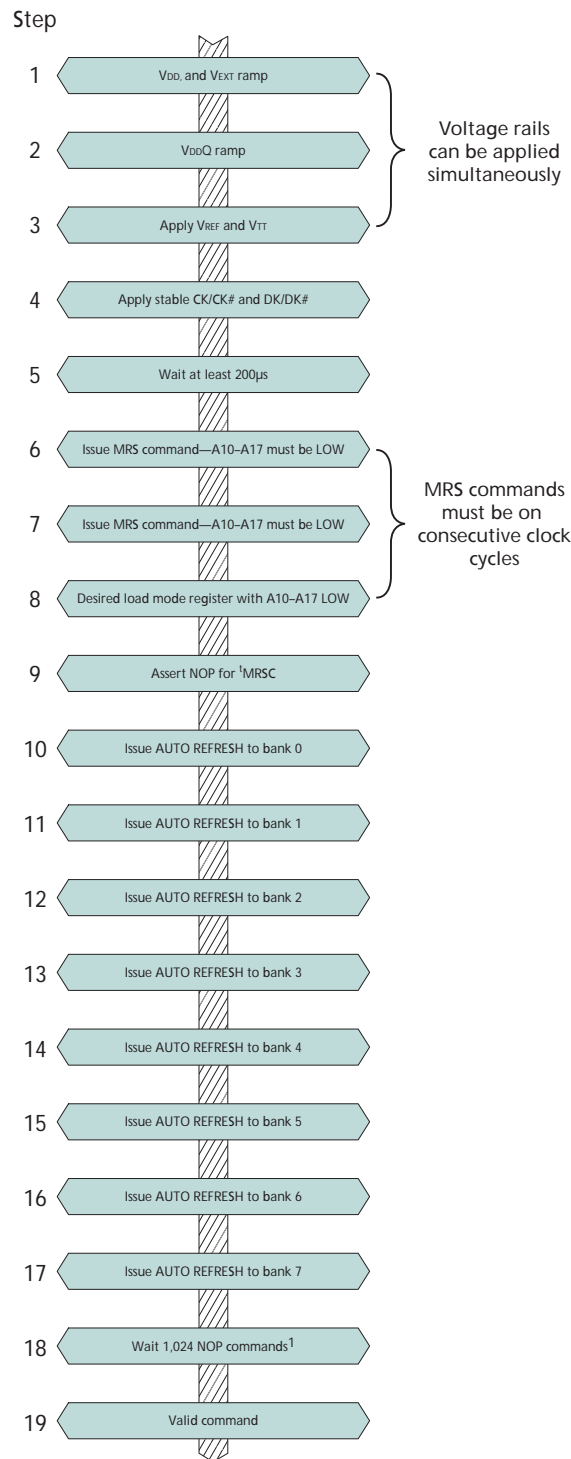 Step
1 VDD, and VEXT ramp
2 VDDQ ramp
3 Apply VREF and VTT
Voltage rails
can be applied
simultaneously
4 Apply stable CK/CK# and DK/DK#
5 Wait at least 200µs
6 Issue MRS command—A10–A17 must be LOW
7 Issue MRS command—A10–A17 must be LOW
8 Desired load mode register with A10–A17 LOW
MRS commands
must be on
consecutive clock
cycles
9 Assert NOP for tMRSC
10 Issue AUTO REFRESH to bank 0
11 Issue AUTO REFRESH to bank 1
12 Issue AUTO REFRESH to bank 2
13 Issue AUTO REFRESH to bank 3
14 Issue AUTO REFRESH to bank 4
15 Issue AUTO REFRESH to bank 5
16 Issue AUTO REFRESH to bank 6
17 Issue AUTO REFRESH to bank 7
18 Wait 1,024 NOP commands1
19 Valid command